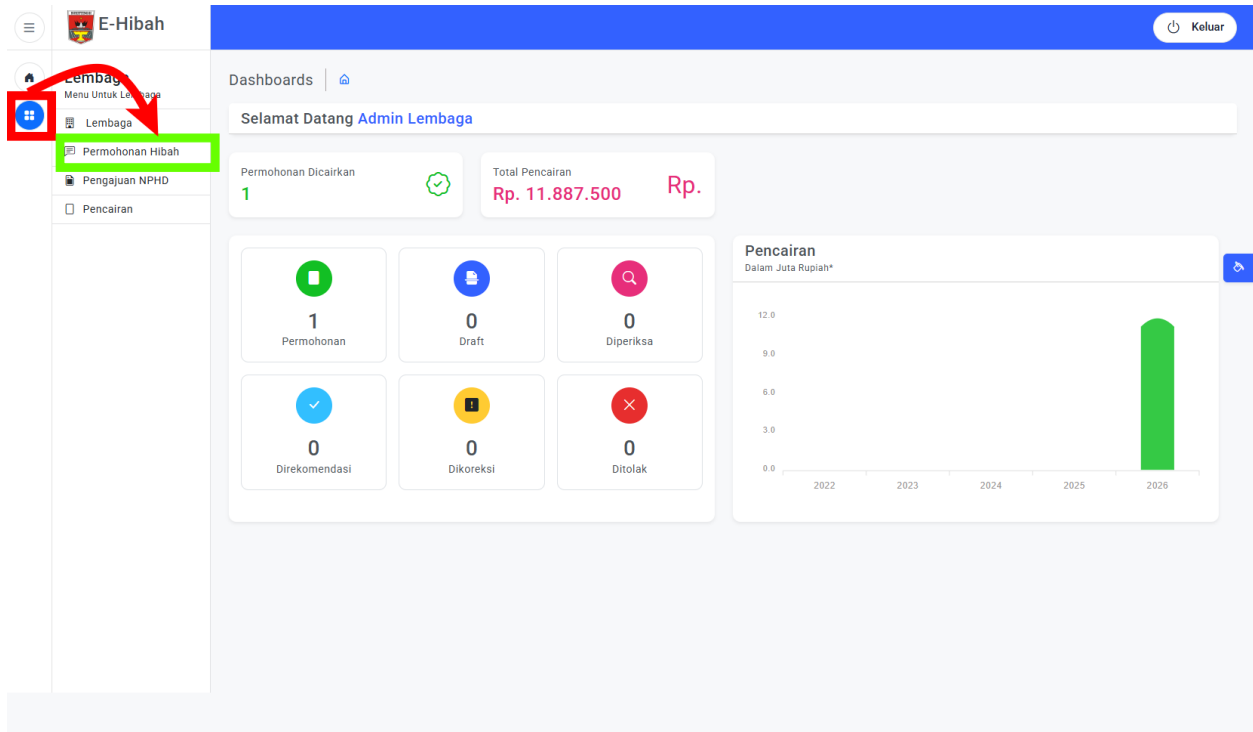 E-Hibah
Keluar
Lembaga
Menu Untuk Lembaga
Lembaga
Permohonan Hibah
Pengajuan NPHD
Pencairan
Dashboards
Selamat Datang Admin Lembaga
Permohonan Dicairkan
1
Total Pencairan
Rp. 11.887.500
Rp.
1
Permohonan
0
Draft
0
Diperiksa
0
Direkomendasi
0
Dikoreksi
0
Ditolak
Pencairan
Dalam Juta Rupiah*
12.0
9.0
6.0
3.0
0.0
2022 2023 2024 2025 2026